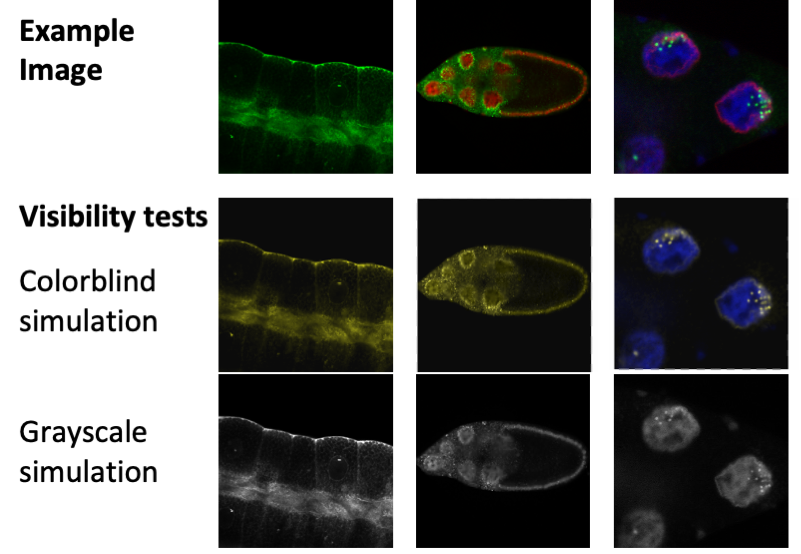 Example
Image
Visibility tests
Colorblind
simulation
Grayscale
simulation